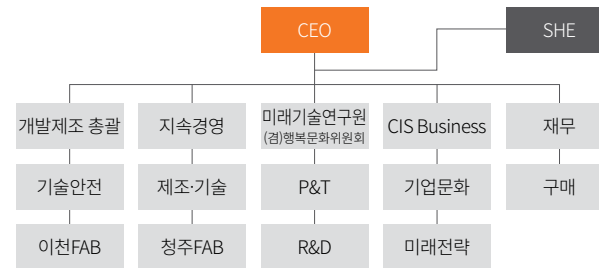 CEO
SHE
개발제조 총괄
지속경영
미래기술연구원
(겸)행복문화위원회
CIS Business
재무
기술안전
제조·기술
P&T
기업문화
구매
이천FAB
청주FAB
R&D
미래전략